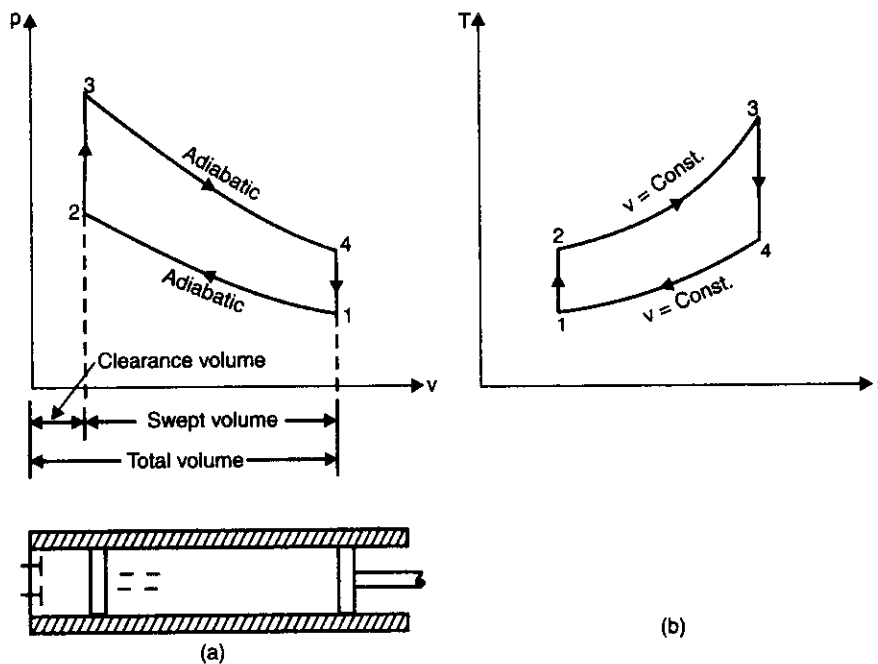 p
3
Adiabatic
2
4
Adiabatic
1
Clearance volume
v
Swept volume
Total volume
(a)
T
3
v = Const.
2
4
v = Const.
1
(b)